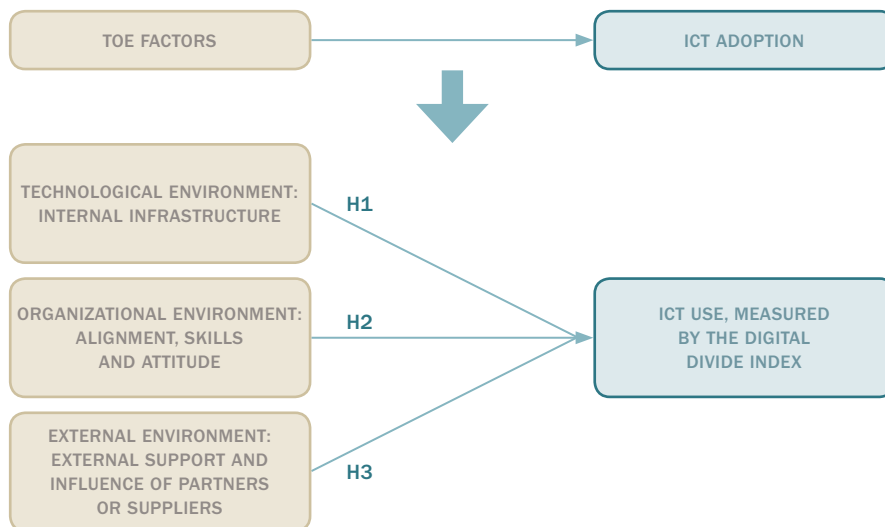 TOE FACTORS
ICT ADOPTION
TECHNOLOGICAL ENVIRONMENT:
INTERNAL INFRASTRUCTURE
H1
ORGANIZATIONAL ENVIRONMENT:
ALIGNMENT, SKILLS
AND ATTITUDE
H2
ICT USE, MEASURED
BY THE DIGITAL
DIVIDE INDEX
EXTERNAL ENVIRONMENT:
EXTERNAL SUPPORT AND
INFLUENCE OF PARTNERS
OR SUPPLIERS
H3